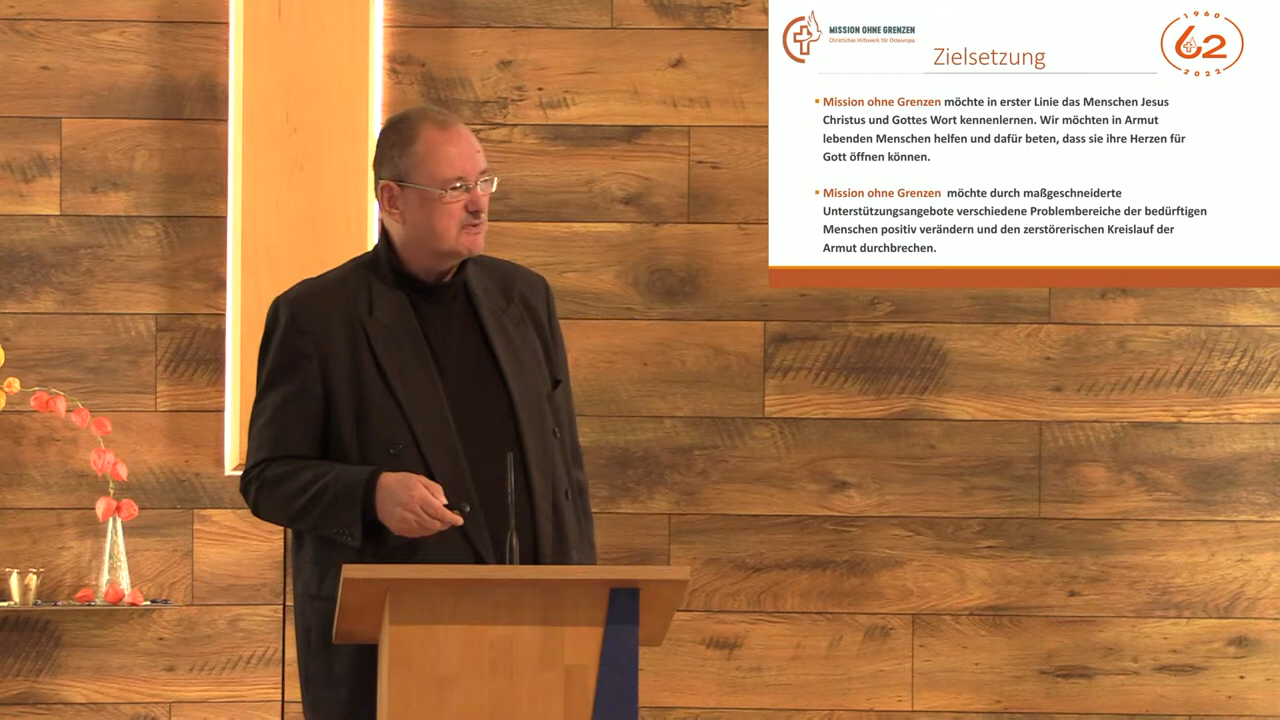 MISSION OHNE GRENZEN
Christliches Hilfswerk für Osteuropa
Zielsetzung
1960
62
2022
Mission ohne Grenzen möchte in erster Linie das Menschen Jesus
Christus und Gottes Wort kennenlernen. Wir möchten in Armut
lebenden Menschen helfen und dafür beten, dass sie ihre Herzen für
Gott öffnen können.
Mission ohne Grenzen möchte durch maßgeschneiderte
Unterstützungsangebote verschiedene Problembereiche der bedürftigen
Menschen positiv verändern und den zerstörerischen Kreislauf der
Armut durchbrechen.